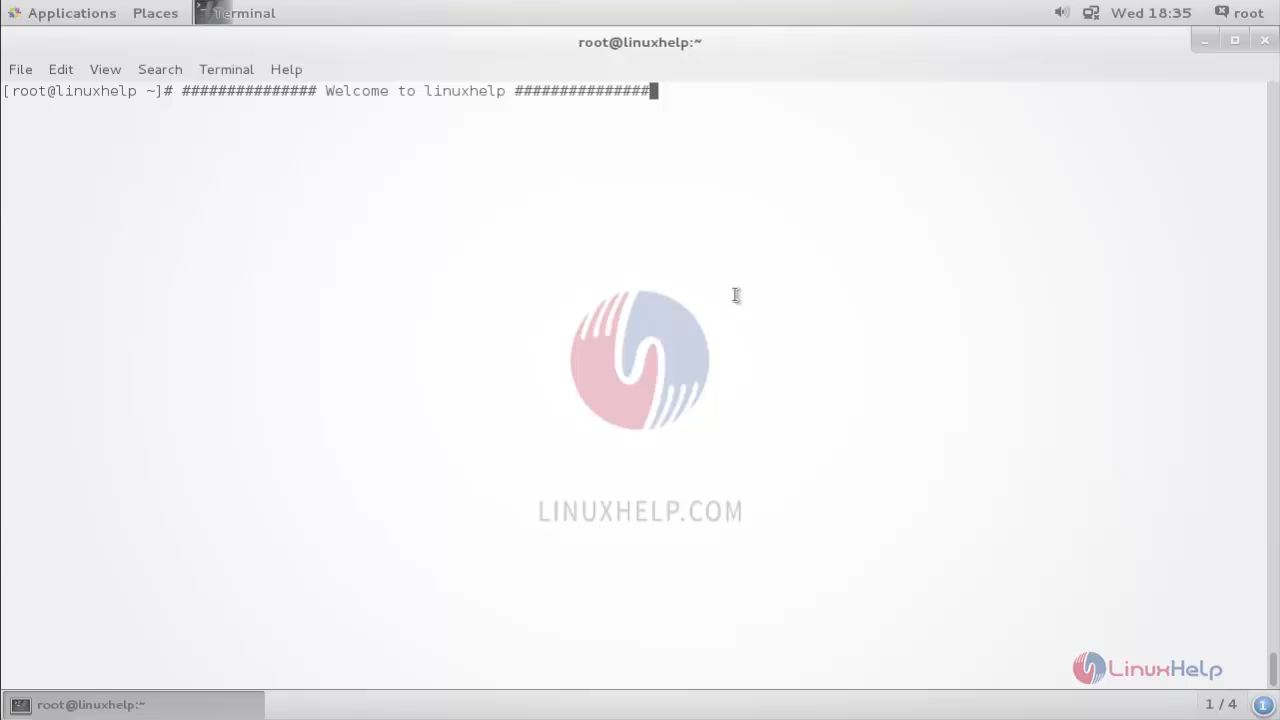 Applications Places Terminal Wed 18:35 root
root@linuxhelp:~
File Edit View Search Terminal Help
[root@linuxhelp ~]# ############### Welcome to linuxhelp ###############
LINUXHELP.COM
LinuxHelp
root@linuxhelp:~ 1 / 4 1